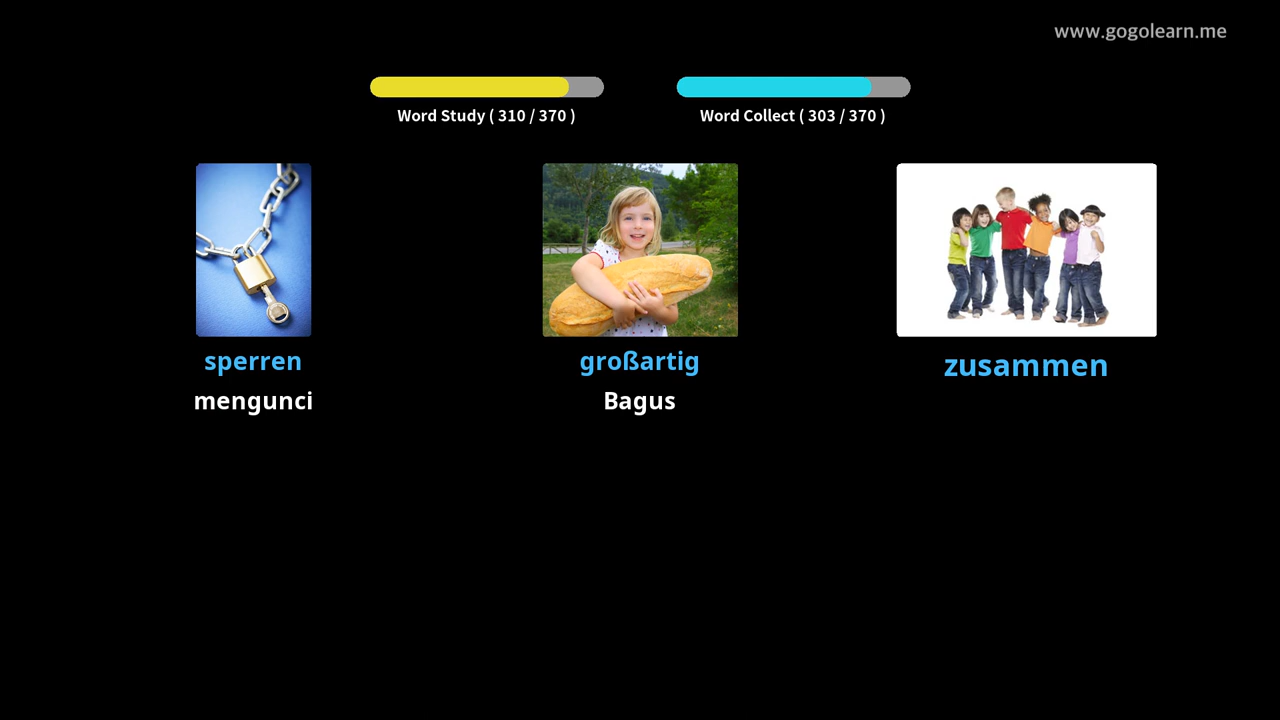 www.gogolearn.me
Word Study ( 310 / 370 )
Word Collect ( 303 / 370 )
sperren
mengunci
großartig
Bagus
zusammen